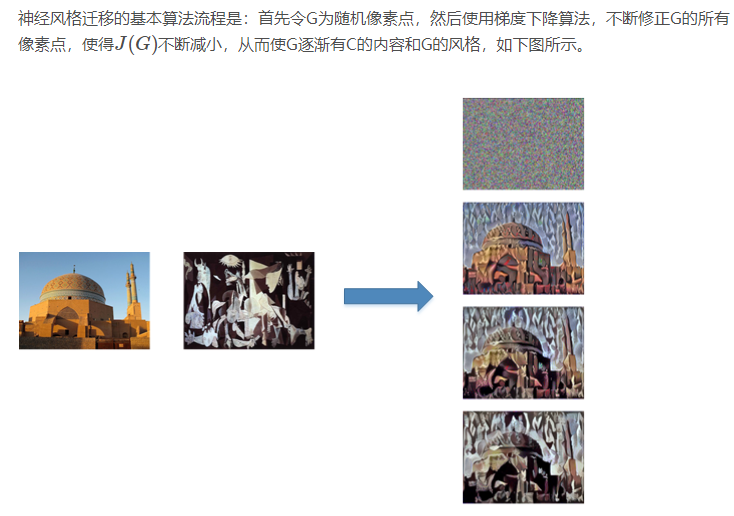 神经风格迁移的基本算法流程是：首先令G为随机像素点，然后使用梯度下降算法，不断修正G的所有
像素点，使得J(G)不断减小，从而使G逐渐有C的内容和G的风格，如下图所示。